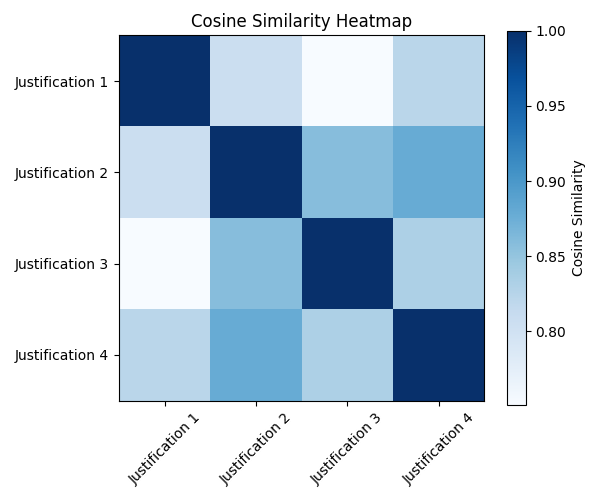 Cosine Similarity Heatmap
Justification 1
Justification 2
Justification 3
Justification 4
Justification 1
Justification 2
Justification 3
Justification 4
1.00
0.95
0.90
0.85
0.80
Cosine Similarity